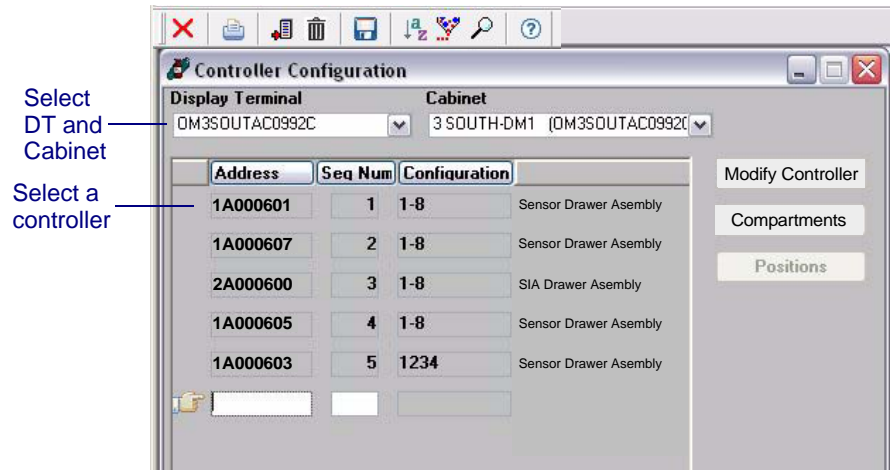 Controller Configuration
Display Terminal Cabinet
OM3SOUTAC0992C 3 SOUTH-DM1 (OM3SOUTAC0992(
Select
DT and
Cabinet
Address Seq Num Configuration
Select a
controller
1A000601 1 1-8 Sensor Drawer Asembly
1A000607 2 1-8 Sensor Drawer Asembly
2A000600 3 1-8 SIA Drawer Asembly
1A000605 4 1-8 Sensor Drawer Asembly
1A000603 5 1234 Sensor Drawer Asembly
Modify Controller
Compartments
Positions